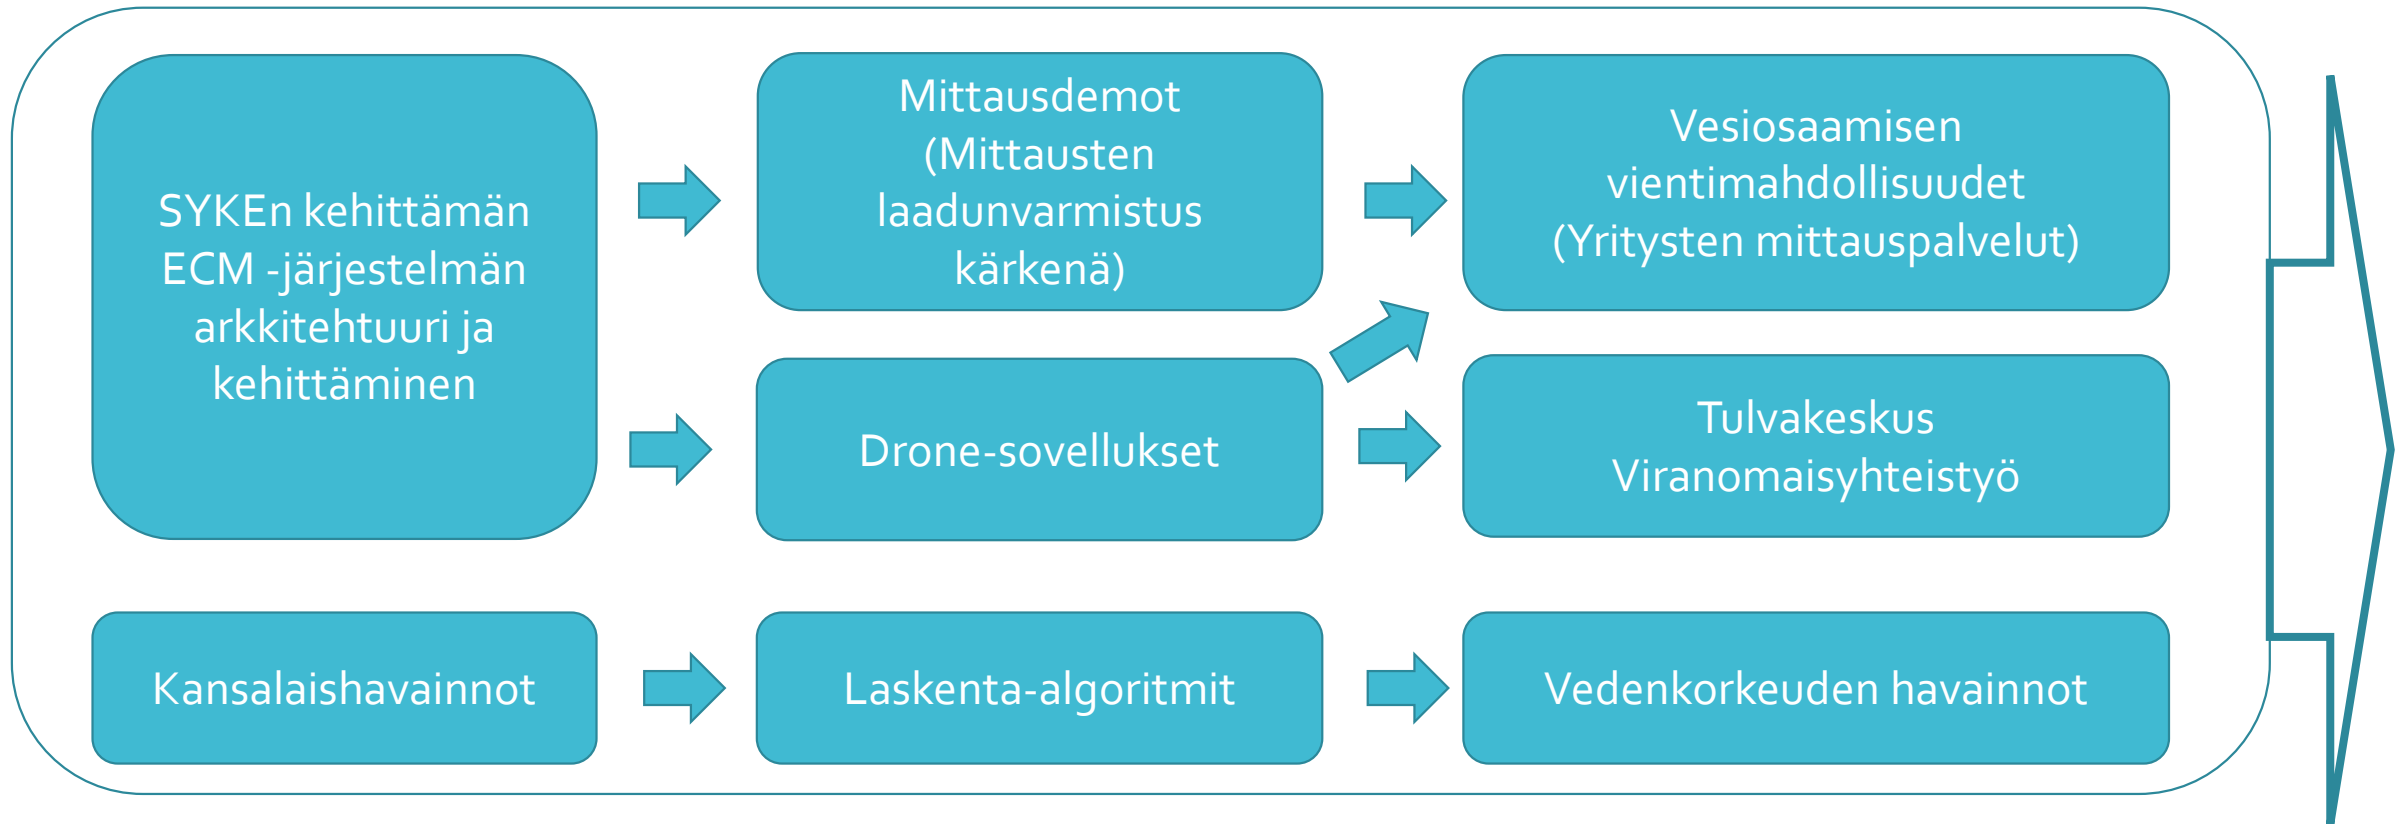 SYKEn kehittämän
ECM -järjestelmän
arkkitehtuuri ja
kehittäminen
Mittausdemot
(Mittausten
laadunvarmistus
kärkenä)
Vesiosaamisen
vientimahdollisuudet
(Yritysten mittauspalvelut)
Drone-sovellukset
Tulvakeskus
Viranomaisyhteistyö
Kansalaishavainnot
Laskenta-algoritmit
Vedenkorkeuden havainnot